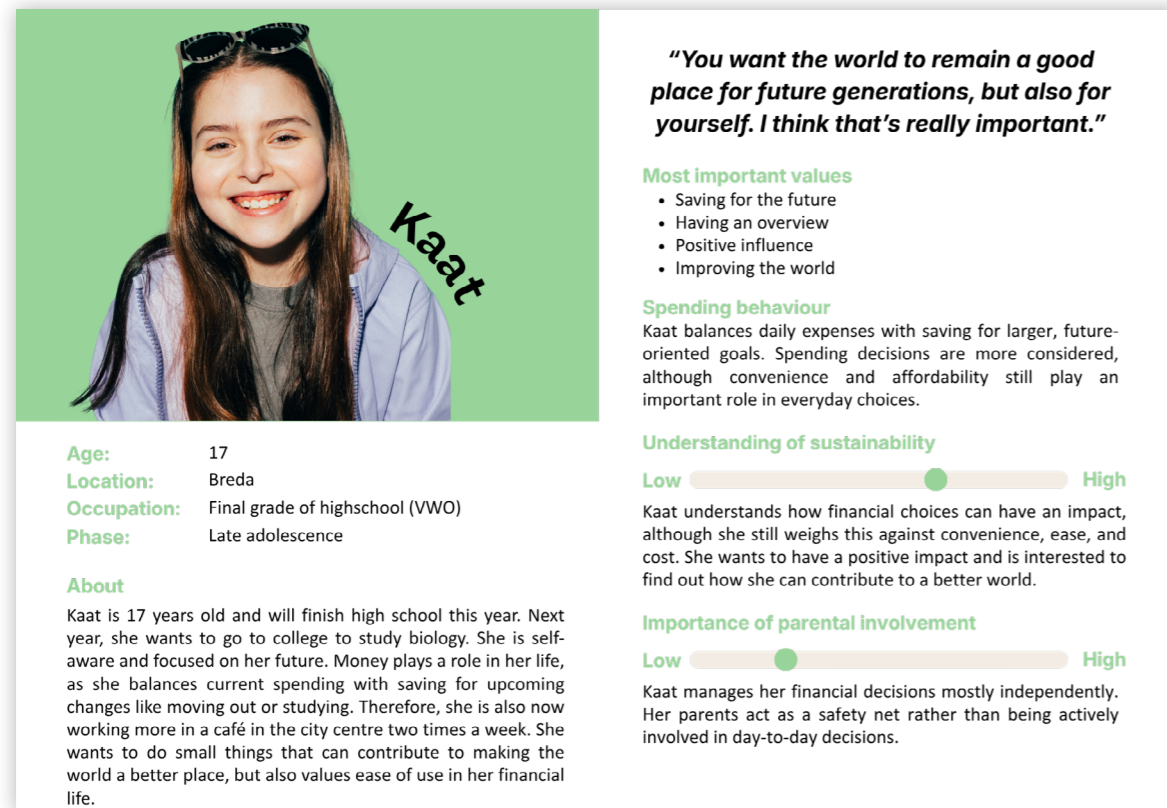 Kaat
Age: 17
Location: Breda
Occupation: Final grade of highschool (VWO)
Phase: Late adolescence
About
Kaat is 17 years old and will finish high school this year. Next
year, she wants to go to college to study biology. She is self-
aware and focused on her future. Money plays a role in her life,
as she balances current spending with saving for upcoming
changes like moving out or studying. Therefore, she is also now
working more in a café in the city centre two times a week. She
wants to do small things that can contribute to making the
world a better place, but also values ease of use in her financial
life.
“You want the world to remain a good
place for future generations, but also for
yourself. I think that’s really important.”
Most important values
• Saving for the future
• Having an overview
• Positive influence
• Improving the world
Spending behaviour
Kaat balances daily expenses with saving for larger, future-
oriented goals. Spending decisions are more considered,
although convenience and affordability still play an
important role in everyday choices.
Understanding of sustainability
Low High
Kaat understands how financial choices can have an impact,
although she still weighs this against convenience, ease, and
cost. She wants to have a positive impact and is interested to
find out how she can contribute to a better world.
Importance of parental involvement
Low High
Kaat manages her financial decisions mostly independently.
Her parents act as a safety net rather than being actively
involved in day-to-day decisions.